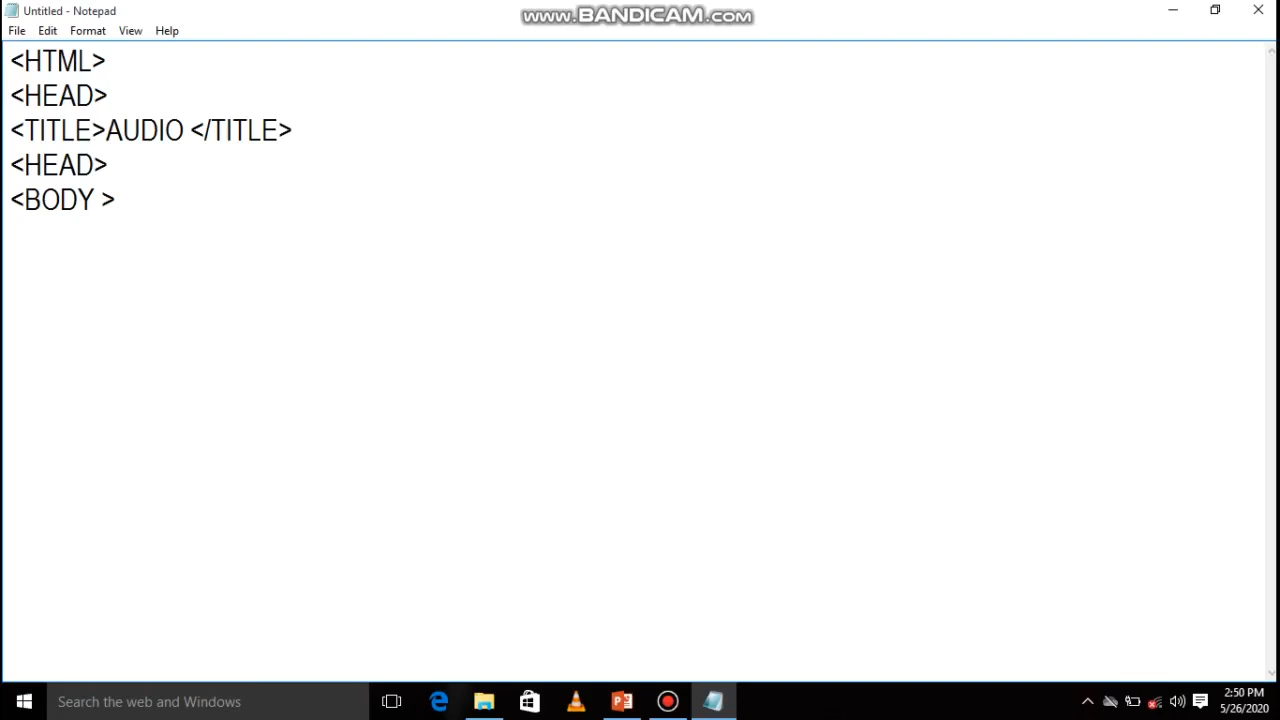 Untitled - Notepad
www.BANDICAM.com
File Edit Format View Help
<HTML>
<HEAD>
<TITLE>AUDIO </TITLE>
<HEAD>
<BODY >
Search the web and Windows
2:50 PM
5/26/2020